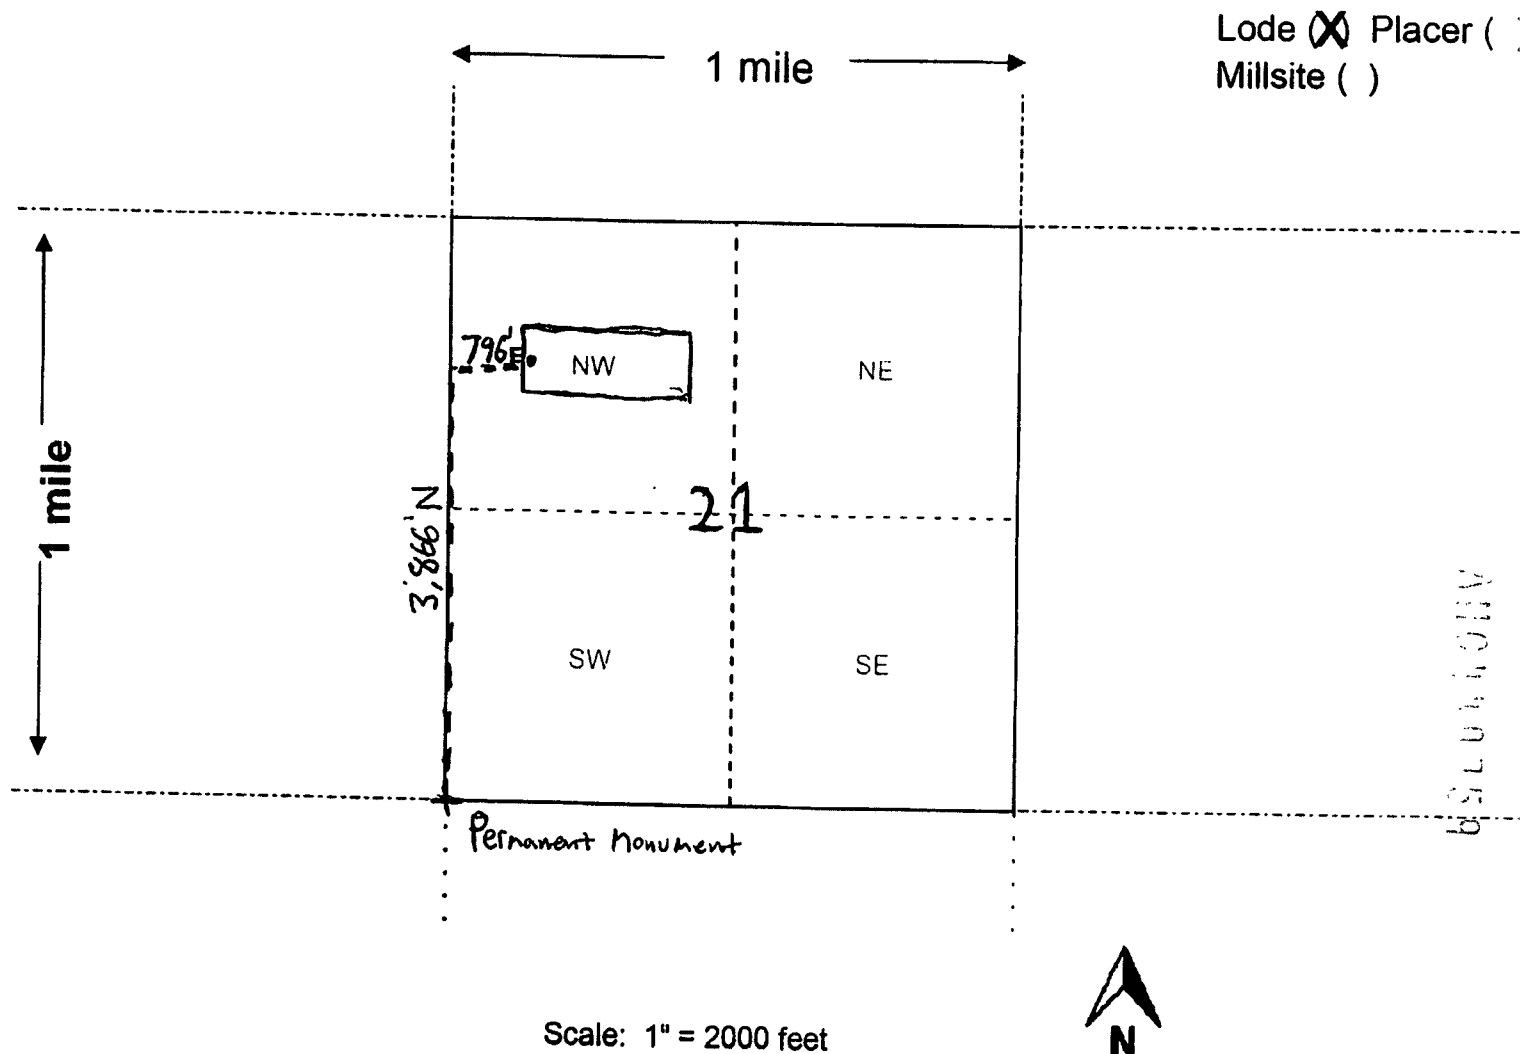 Lode (X) Placer ( )
Millsite ( )
1 mile
1 mile
796' E
NW
NE
21
3,866' N
SW
SE
Permanent Monument
Scale: 1" = 2000 feet
N